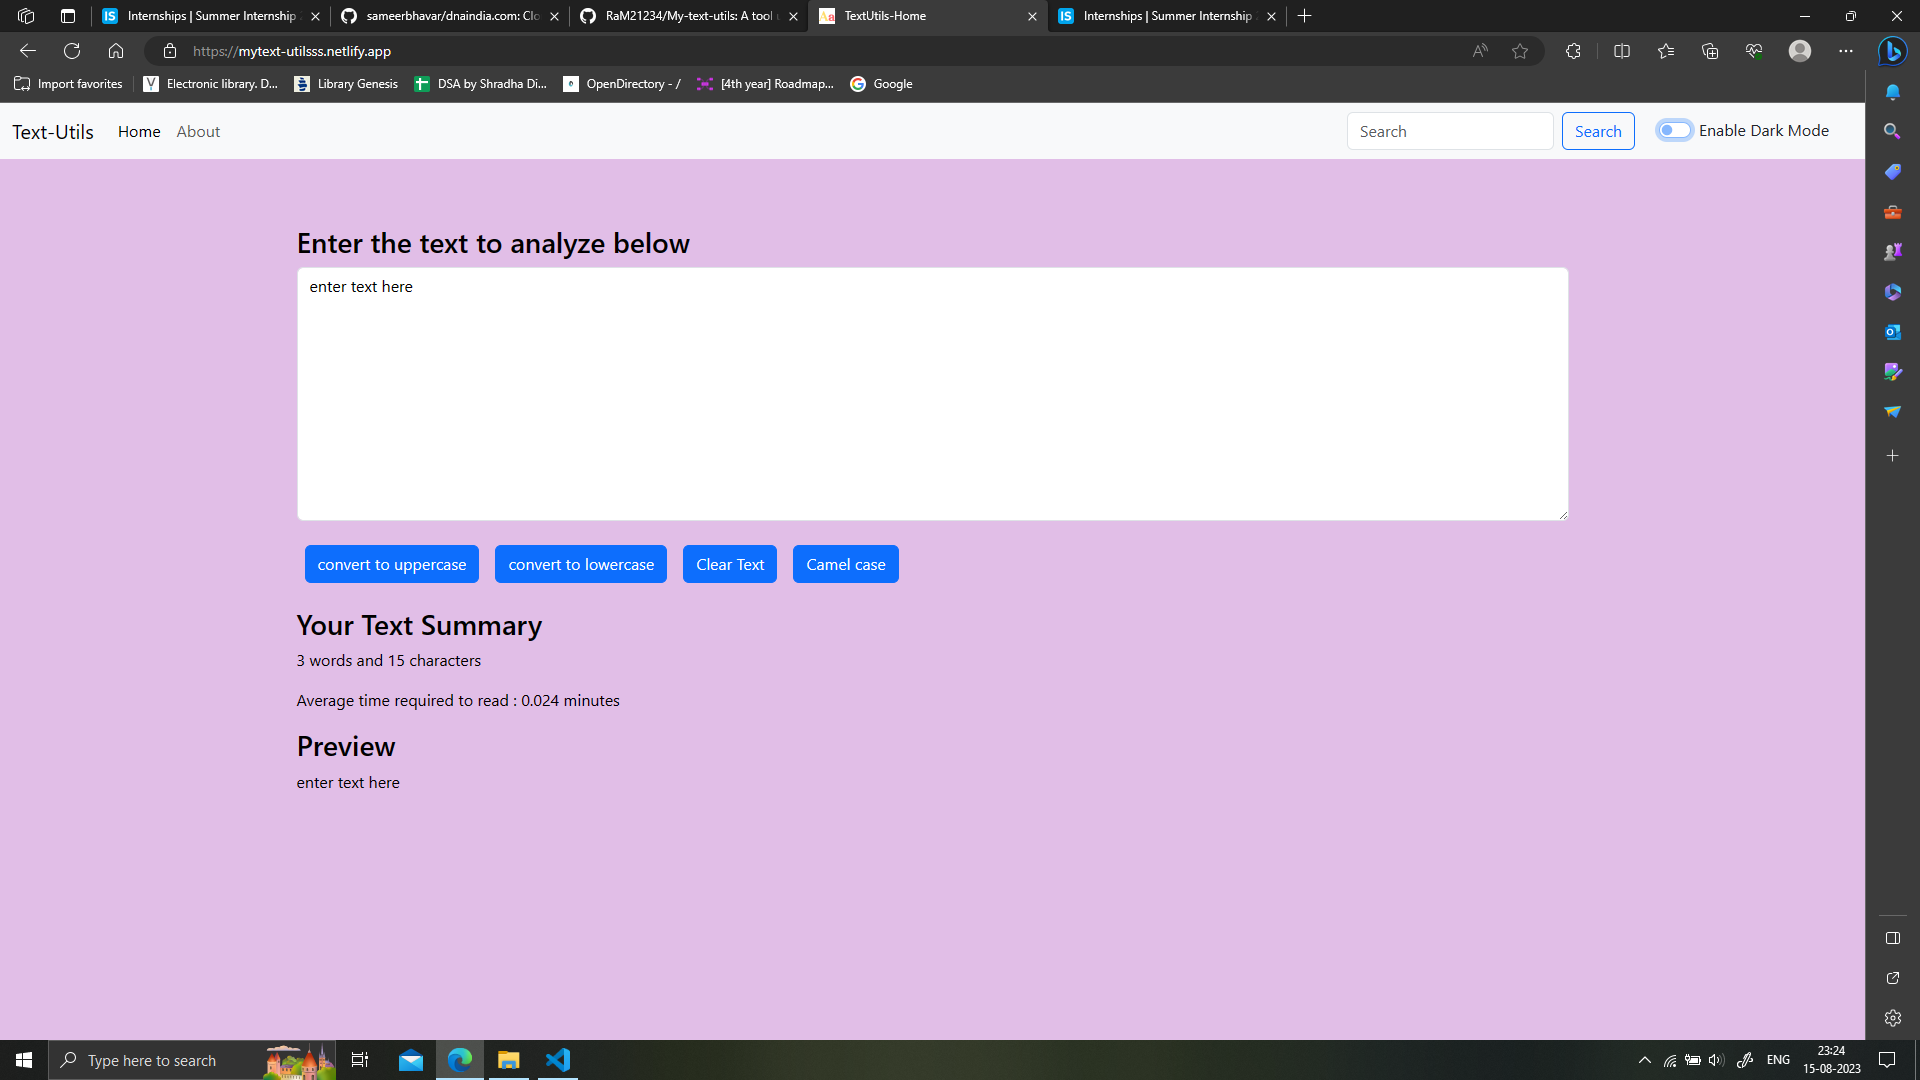 Internships | Summer Internship
sameerbhavar/dnaindia.com: Clo
RaM21234/My-text-utils: A tool u
TextUtils-Home
Internships | Summer Internship
https://mytext-utilsss.netlify.app
Import favorites
Electronic library. D...
Library Genesis
DSA by Shradha Di...
OpenDirectory - /
[4th year] Roadmap...
Google
Text-Utils
Home
About
Search
Search
Enable Dark Mode
Enter the text to analyze below
enter text here
convert to uppercase
convert to lowercase
Clear Text
Camel case
Your Text Summary
3 words and 15 characters
Average time required to read : 0.024 minutes
Preview
enter text here
Type here to search
ENG
23:24
15-08-2023